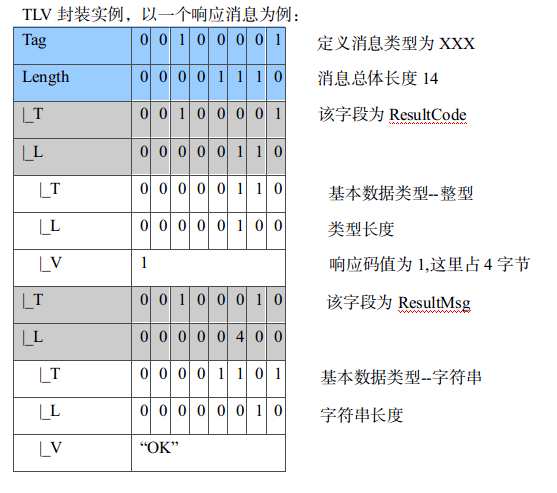 TLV 封装实例，以一个响应消息为例：
Tag 0 0 1 0 0 0 0 1 定义消息类型为 XXX
Length 0 0 0 0 1 1 1 0 消息总体长度 14
|_T 0 0 1 0 0 0 0 1 该字段为 ResultCode
|_L 0 0 0 0 0 1 1 0
|_T 0 0 0 0 0 1 1 0 基本数据类型--整型
|_L 0 0 0 0 0 1 0 0 类型长度
|_V 1 响应码值为 1,这里占 4 字节
|_T 0 0 1 0 0 0 1 0 该字段为 ResultMsg
|_L 0 0 0 0 0 4 0 0
|_T 0 0 0 0 1 1 0 1 基本数据类型--字符串
|_L 0 0 0 0 0 0 1 0 字符串长度
|_V “OK”